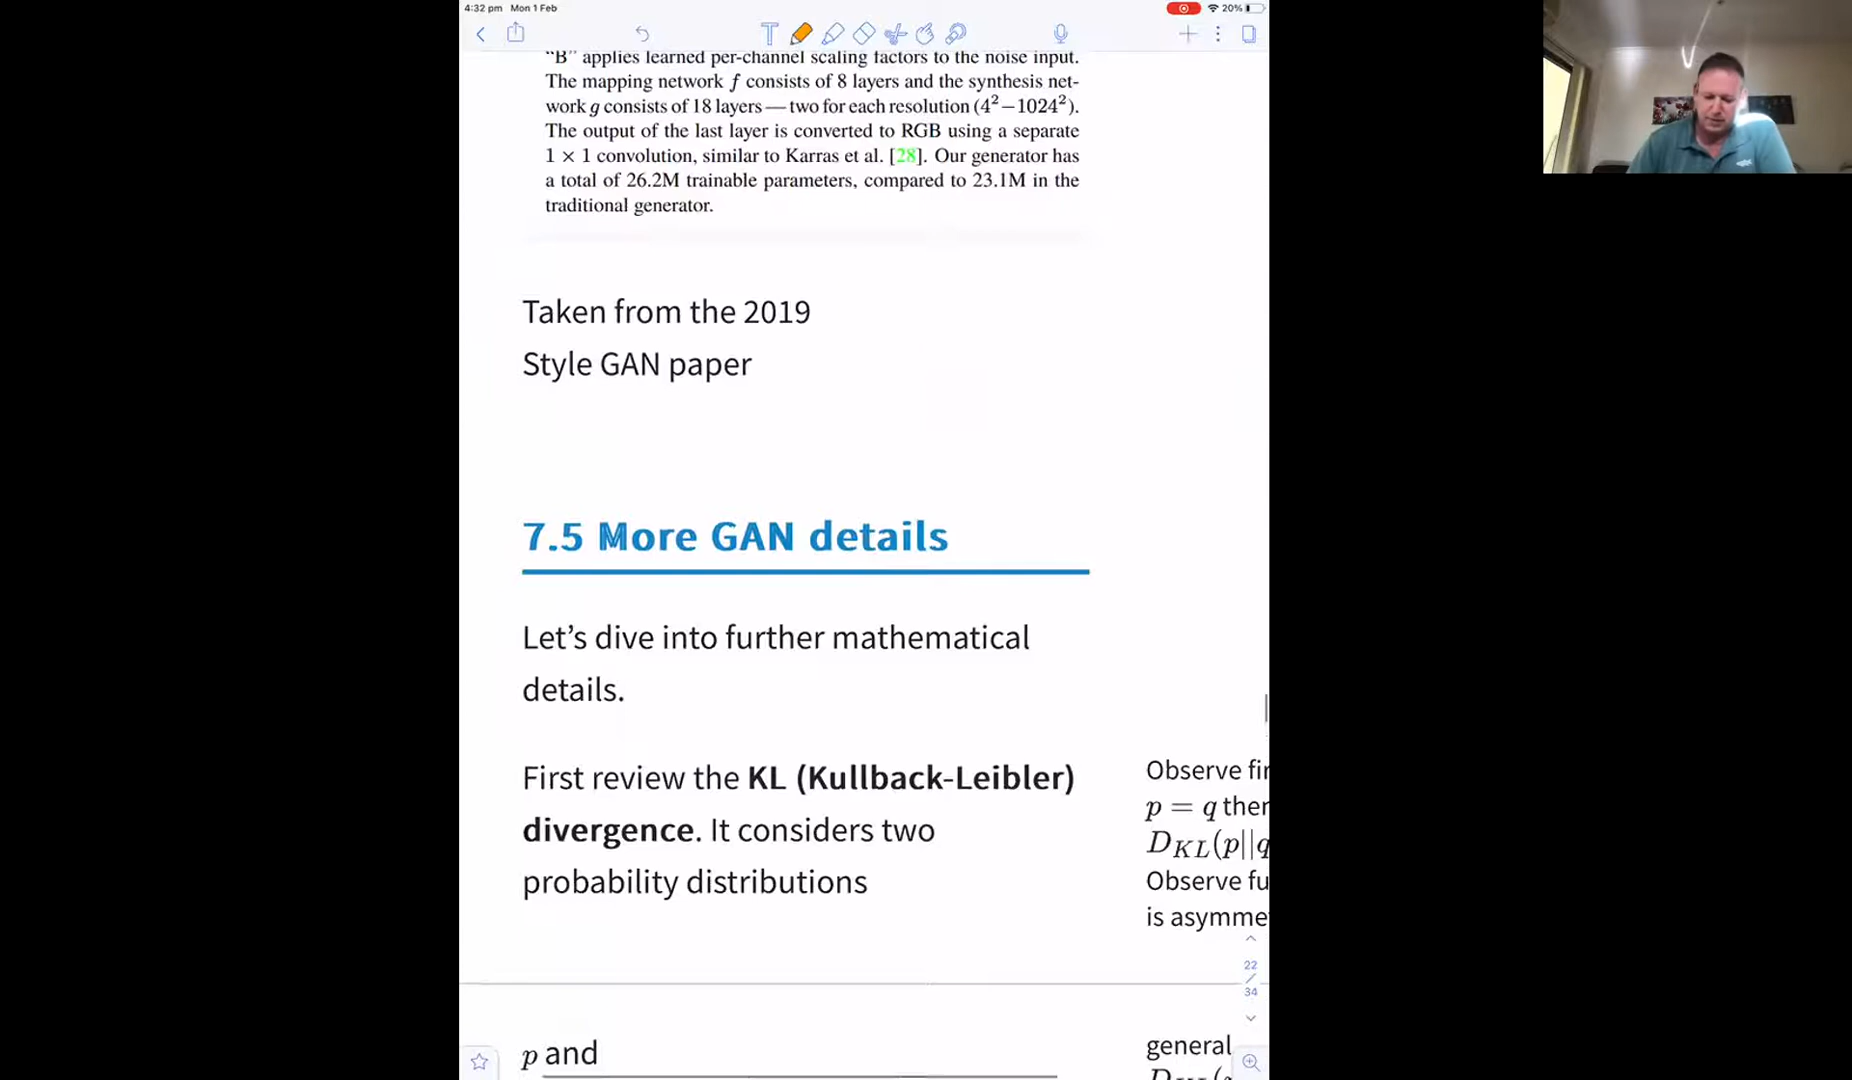 4:32 pm Mon 1 Feb
20%
"B" applies learned per-channel scaling factors to the noise input.
The mapping network f consists of 8 layers and the synthesis net-
work g consists of 18 layers — two for each resolution (4² – 1024²).
The output of the last layer is converted to RGB using a separate
1 × 1 convolution, similar to Karras et al. [28]. Our generator has
a total of 26.2M trainable parameters, compared to 23.1M in the
traditional generator.
Taken from the 2019
Style GAN paper
7.5 More GAN details
Let's dive into further mathematical
details.
First review the KL (Kullback-Leibler)
divergence. It considers two
probability distributions
Observe fir
p = q then
D_{KL}(p||q
Observe fu
is asymme
22
/
34
p and
general